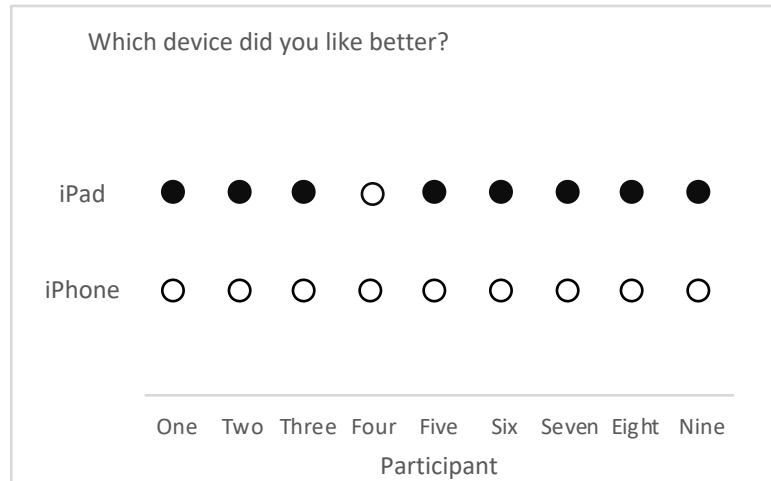 Which device did you like better?
iPad
iPhone
One Two Three Four Five Six Seven Eight Nine
Participant